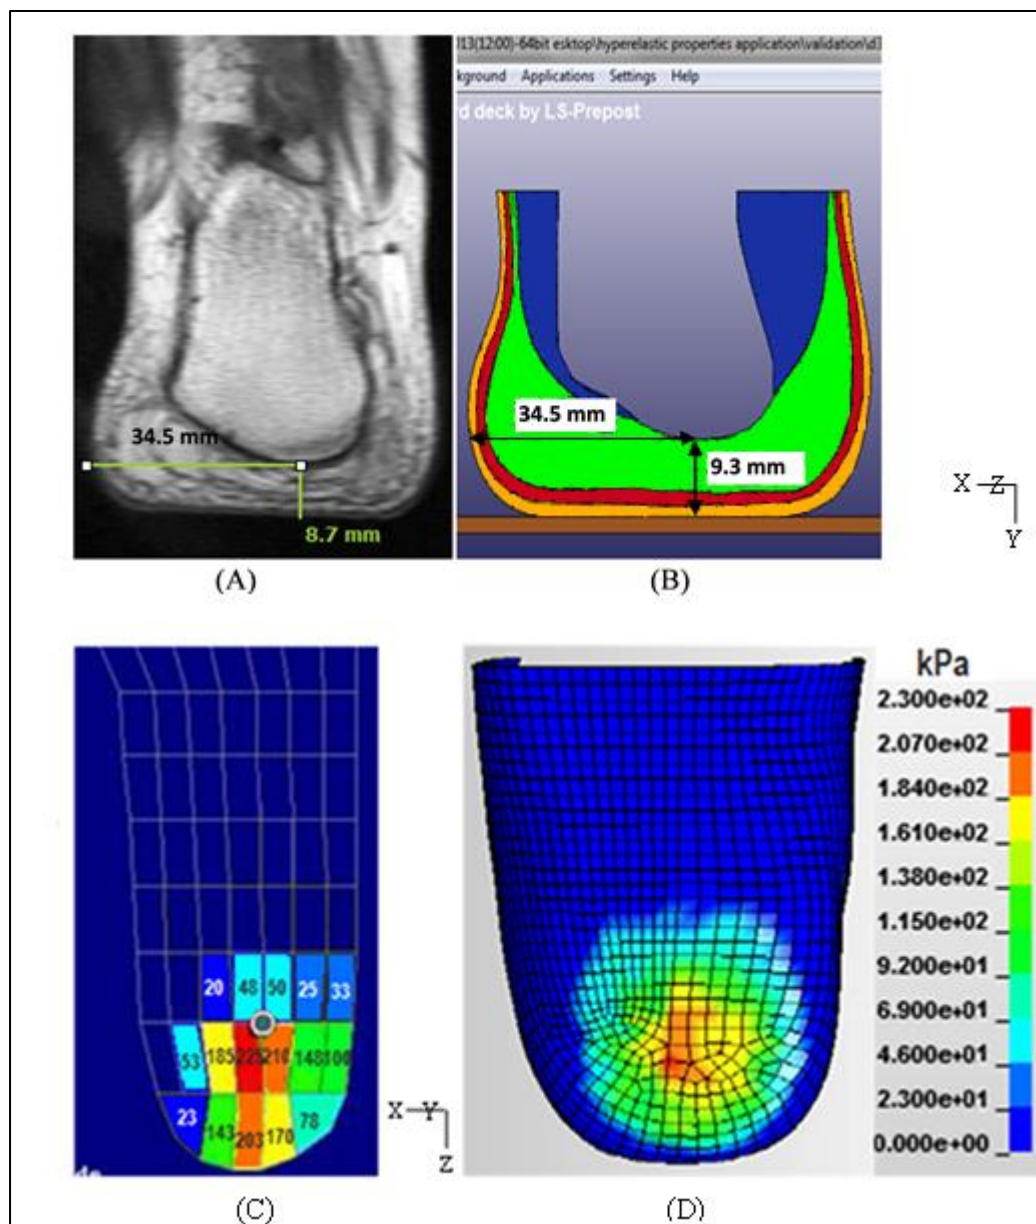 J13(12:00)-64bit esktop\hyperelastic properties application\validation\d3
kground Applications Settings Help
rd deck by LS-Prepost
34.5 mm
8.7 mm
34.5 mm
9.3 mm
X Z
Y
(A)
(B)
20 48 50 25 33
53 185 210 148 100
23 143 203 170 78
X Y
Z
kPa
2.300e+02
2.070e+02
1.840e+02
1.610e+02
1.380e+02
1.150e+02
9.200e+01
6.900e+01
4.600e+01
2.300e+01
0.000e+00
(C)
(D)